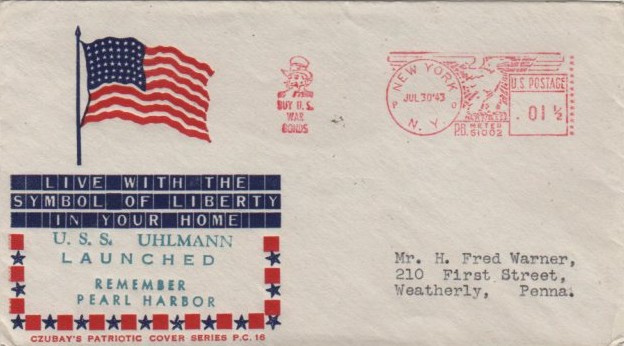 BUY U.S.
WAR
BONDS
NEW YORK
JUL 30 '43
N. Y.
P O
P.B. METER
51002
U.S. POSTAGE
.01 ½
LIVE WITH THE
SYMBOL OF LIBERTY
IN YOUR HOME
U. S. S. UHLMANN
LAUNCHED
REMEMBER
PEARL HARBOR
CZUBAY'S PATRIOTIC COVER SERIES P.C. 16
Mr. H. Fred Warner,
210 First Street,
Weatherly, Penna.